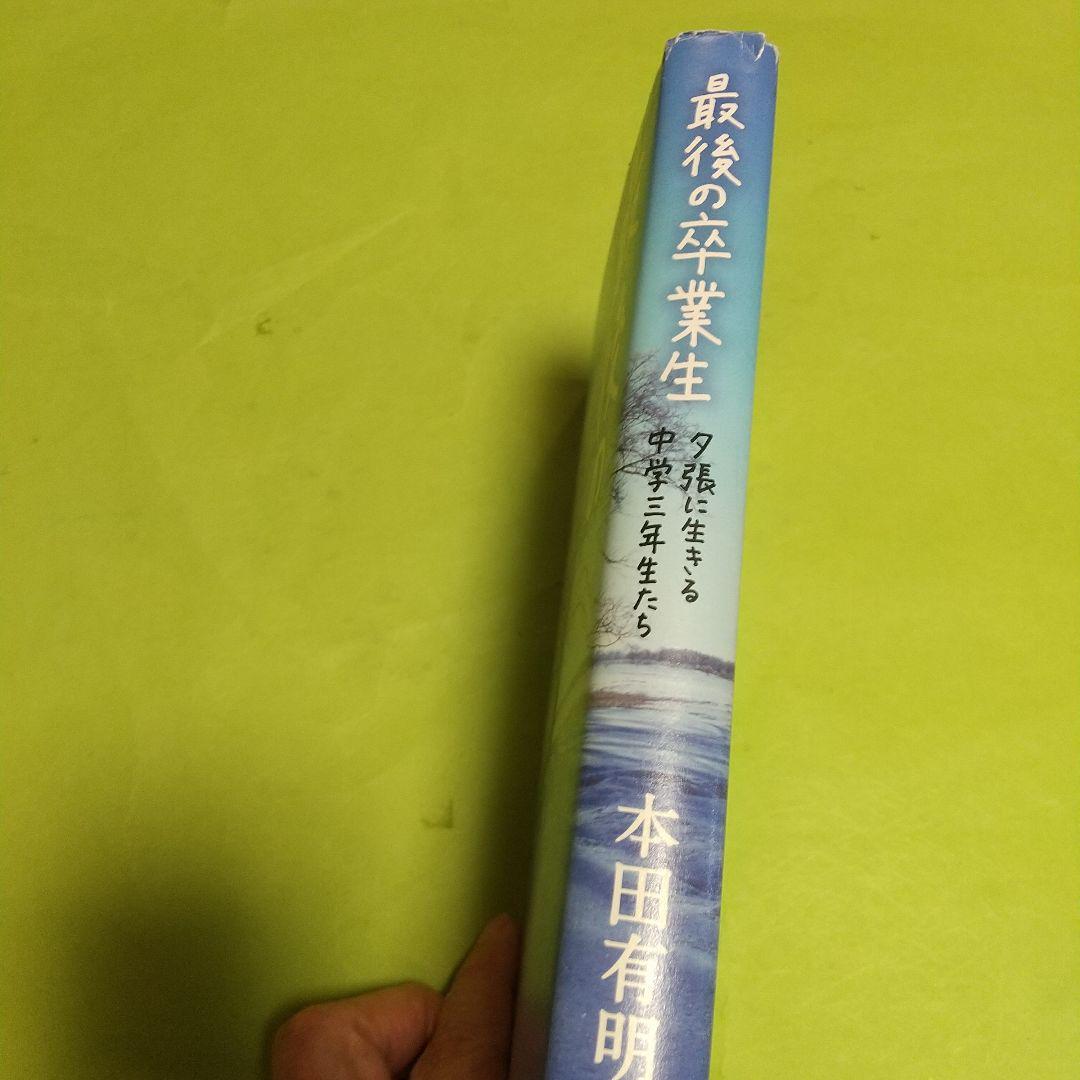 最後の卒業生
夕張に生きる
中学三年生たち
本田有明